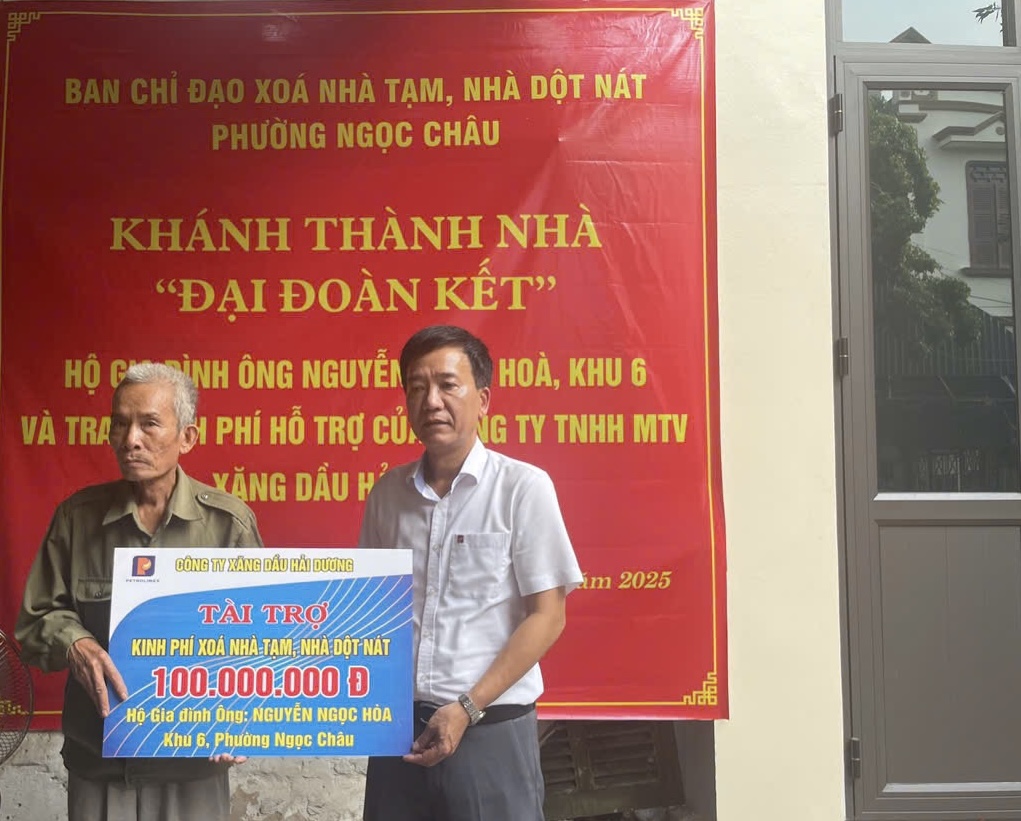 BAN CHỈ ĐẠO XOÁ NHÀ TẠM, NHÀ DỘT NÁT
PHƯỜNG NGỌC CHÂU
KHÁNH THÀNH NHÀ
“ĐẠI ĐOÀN KẾT”
HỘ GIA ĐÌNH ÔNG NGUYỄN HOÀ, KHU 6
VÀ PHÍ HỖ TRỢ TY TNHH MTV
XĂNG DẦU
2025
PETROLIMEX
CÔNG TY XĂNG DẦU HẢI DƯƠNG
TÀI TRỢ
KINH PHÍ XOÁ NHÀ TẠM, NHÀ DỘT NÁT
100.000.000 Đ
Hộ Gia đình Ông: NGUYỄN NGỌC HÒA
Khu 6, Phường Ngọc Châu